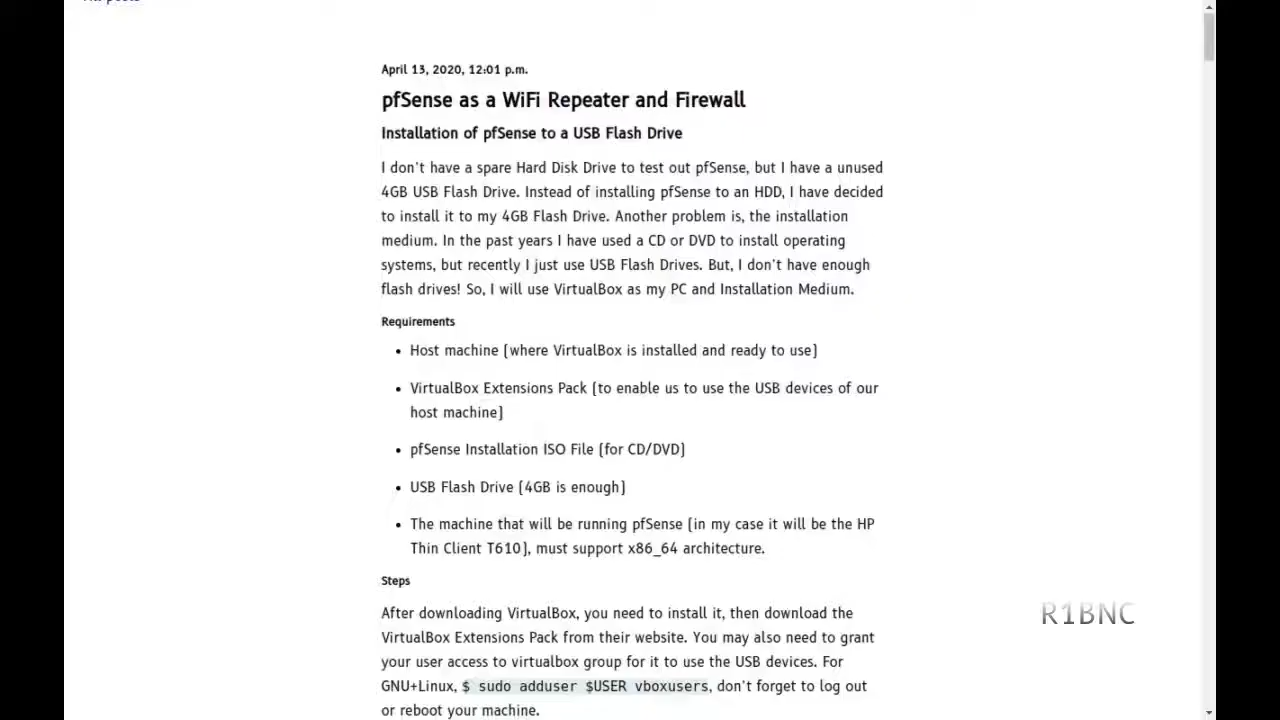 All posts
April 13, 2020, 12:01 p.m.
pfSense as a WiFi Repeater and Firewall
Installation of pfSense to a USB Flash Drive
I don't have a spare Hard Disk Drive to test out pfSense, but I have a unused
4GB USB Flash Drive. Instead of installing pfSense to an HDD, I have decided
to install it to my 4GB Flash Drive. Another problem is, the installation
medium. In the past years I have used a CD or DVD to install operating
systems, but recently I just use USB Flash Drives. But, I don't have enough
flash drives! So, I will use VirtualBox as my PC and Installation Medium.
Requirements
• Host machine (where VirtualBox is installed and ready to use)
• VirtualBox Extensions Pack (to enable us to use the USB devices of our
host machine)
• pfSense Installation ISO File (for CD/DVD)
• USB Flash Drive (4GB is enough)
• The machine that will be running pfSense (in my case it will be the HP
Thin Client T610), must support x86_64 architecture.
Steps
After downloading VirtualBox, you need to install it, then download the
VirtualBox Extensions Pack from their website. You may also need to grant
your user access to virtualbox group for it to use the USB devices. For
GNU+Linux, $ sudo adduser $USER vboxusers, don't forget to log out
or reboot your machine.
R1BNC